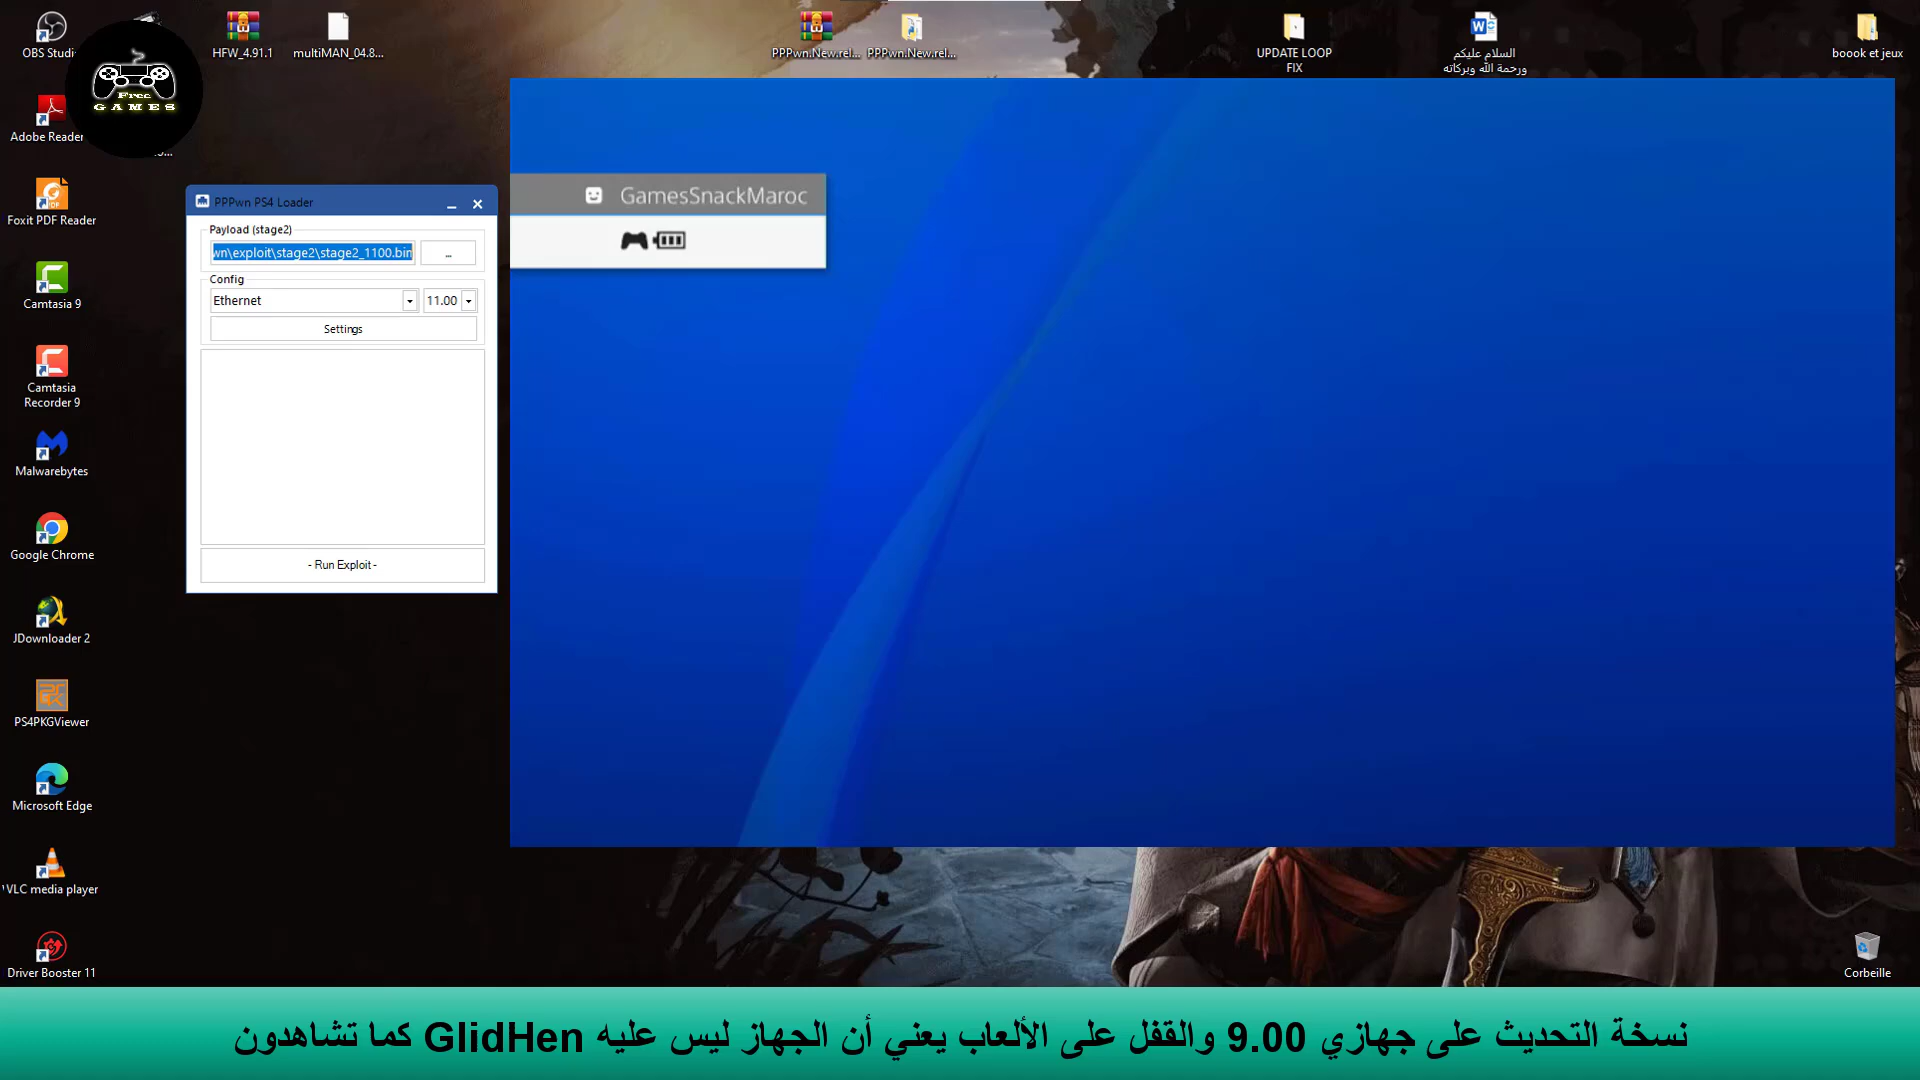 OBS Studi
HFW_4.91.1
multiMAN_04.8...
PPPwn.New.rel...
PPPwn.New.rel...
UPDATE LOOP
FIX
السلام عليكم
ورحمة الله وبركاته
boook et jeux
Free
GAMES
Adobe Reader
Foxit PDF Reader
Camtasia 9
Camtasia
Recorder 9
Malwarebytes
Google Chrome
JDownloader 2
PS4PKGViewer
Microsoft Edge
VLC media player
Driver Booster 11
PPPwn PS4 Loader
Payload (stage2)
wn\exploit\stage2\stage2_1100.bin
...
Config
Ethernet
11.00
Settings
- Run Exploit -
GamesSnackMaroc
Corbeille
نسخة التحديث على جهازي 9.00 والقفل على الألعاب يعني أن الجهاز ليس عليه GlidHen كما تشاهدون